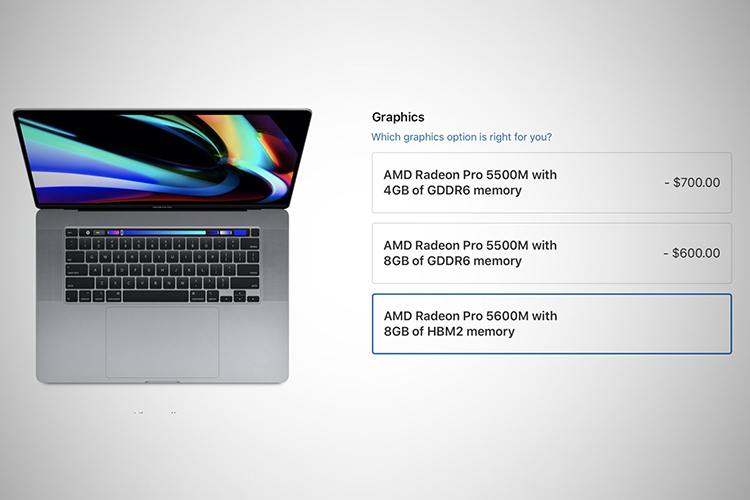 Graphics
Which graphics option is right for you?
AMD Radeon Pro 5500M with
4GB of GDDR6 memory
- $700.00
AMD Radeon Pro 5500M with
8GB of GDDR6 memory
- $600.00
AMD Radeon Pro 5600M with
8GB of HBM2 memory